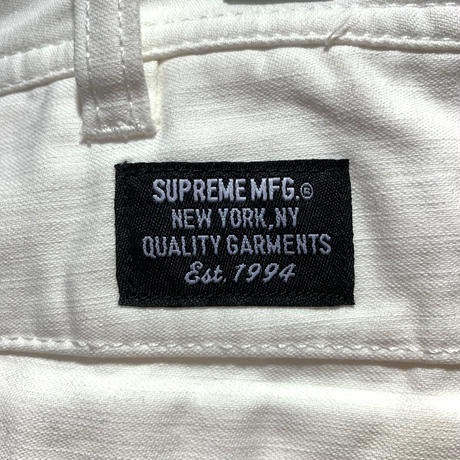 SUPREME MFG.®
NEW YORK, NY
QUALITY GARMENTS
Est. 1994